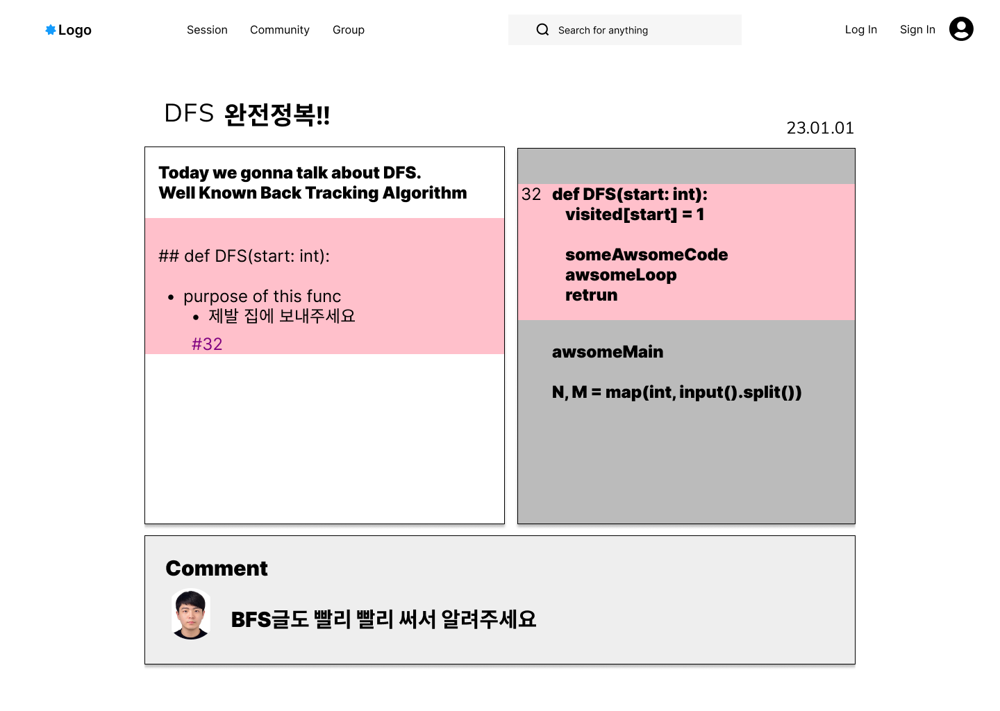 Logo
Session Community Group
Search for anything
Log In Sign In
DFS 완전정복!!
23.01.01
Today we gonna talk about DFS.
Well Known Back Tracking Algorithm
## def DFS(start: int):
• purpose of this func
• 제발 집에 보내주세요
#32
32 def DFS(start: int):
visited[start] = 1
someAwsomeCode
awsomeLoop
retrun
awsomeMain
N, M = map(int, input().split())
Comment
BFS글도 빨리 빨리 써서 알려주세요